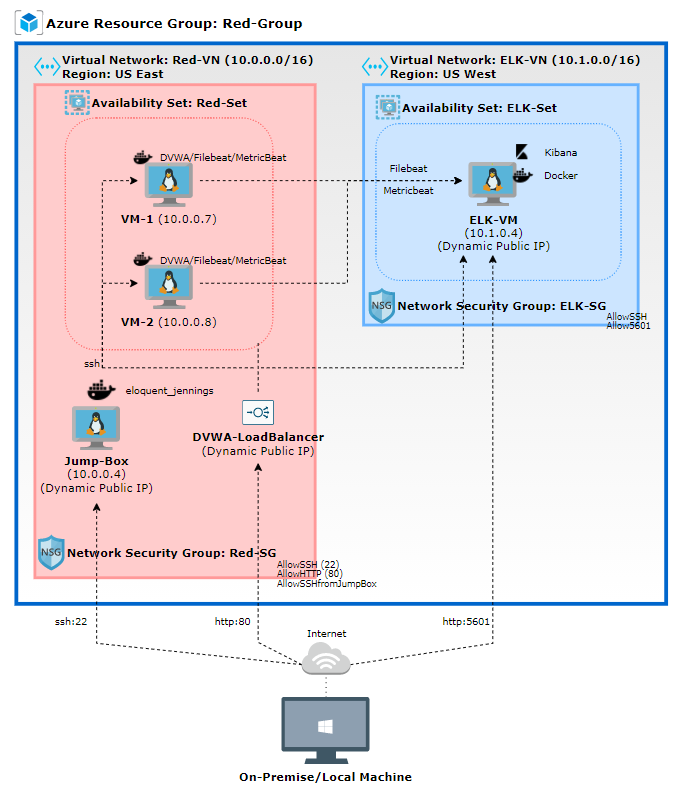 Azure Resource Group: Red-Group
Virtual Network: Red-VN (10.0.0.0/16)
Region: US East
Virtual Network: ELK-VN (10.1.0.0/16)
Region: US West
Availability Set: Red-Set
Availability Set: ELK-Set
DVWA/Filebeat/MetricBeat
VM-1 (10.0.0.7)
DVWA/Filebeat/MetricBeat
VM-2 (10.0.0.8)
Filebeat
Metricbeat
Kibana
Docker
ELK-VM
(10.1.0.4)
(Dynamic Public IP)
NSG
Network Security Group: ELK-SG
AllowSSH
Allow5601
ssh
eloquent_jennings
Jump-Box
(10.0.0.4)
(Dynamic Public IP)
DVWA-LoadBalancer
(Dynamic Public IP)
NSG
Network Security Group: Red-SG
AllowSSH (22)
AllowHTTP (80)
AllowSSHfromJumpBox
ssh:22
http:80
http:5601
Internet
On-Premise/Local Machine